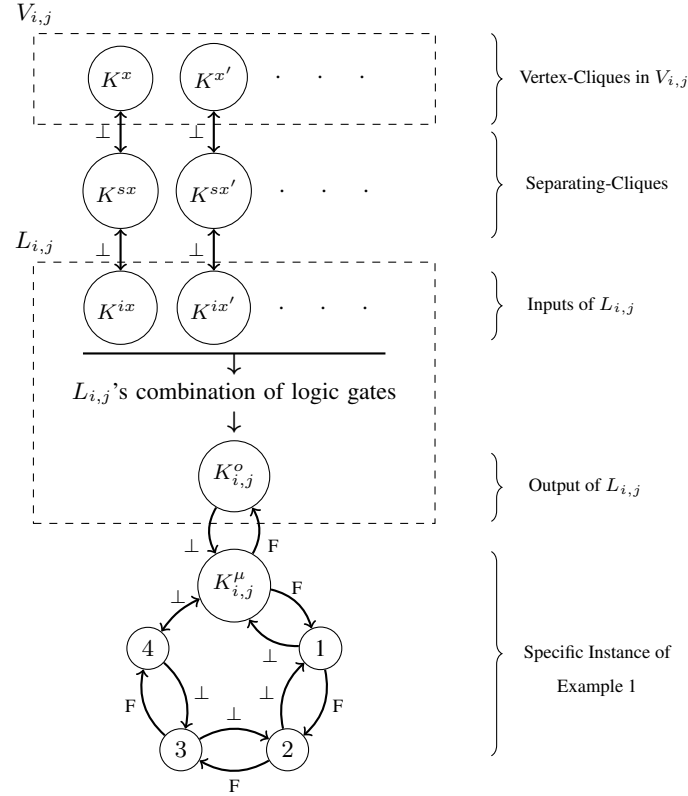 V_{i,j}
K^x K^{x′} · · · Vertex-Cliques in V_{i,j}
⊥ ⊥
K^{sx} K^{sx′} · · · Separating-Cliques
L_{i,j} ⊥ ⊥
K^{ix} K^{ix′} · · · Inputs of L_{i,j}
L_{i,j}'s combination of logic gates
K^o_{i,j} Output of L_{i,j}
⊥ F
K^μ_{i,j}
⊥ F
4 1
⊥
Specific Instance of
Example 1
F ⊥ ⊥ F
⊥
3 2
F